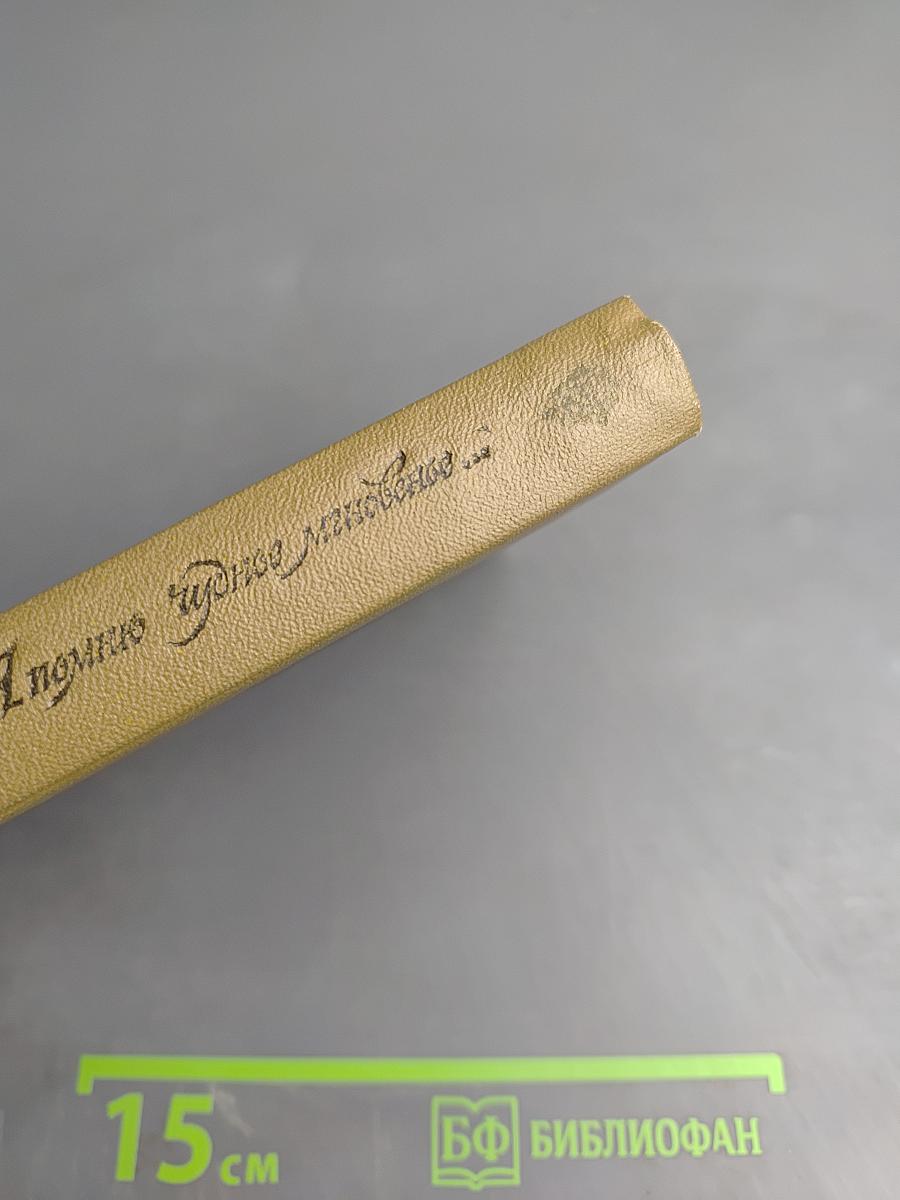 Я помню чудное мгновенье...
15 см
БФ БИБЛИОФАН